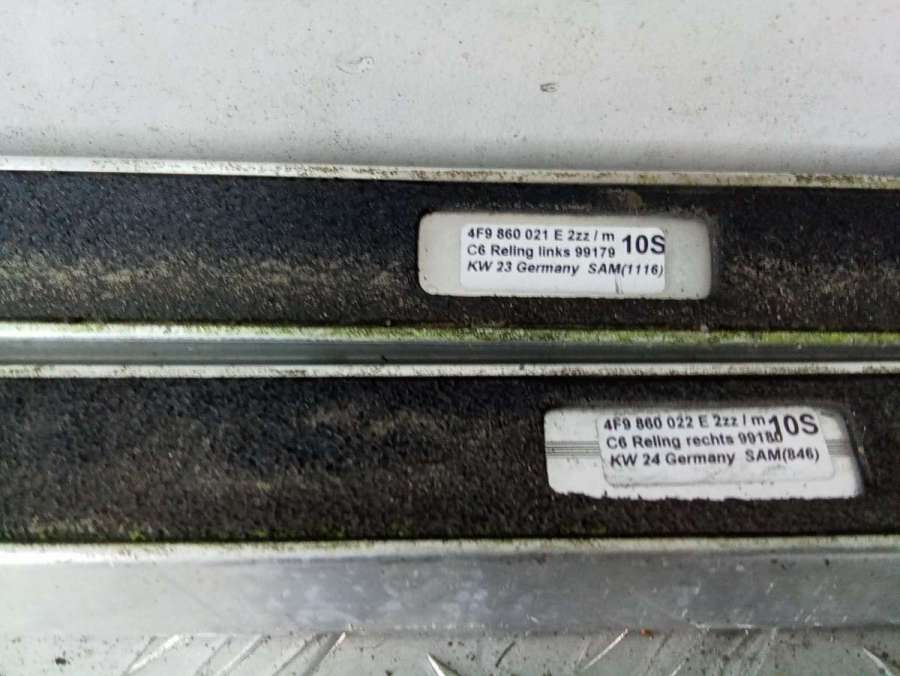 4F9 860 021 E 2zz / m 10S
C6 Reling links 99179
KW 23 Germany SAM(1116)
4F9 860 022 E 2zz / m 10S
C6 Reling rechts 99180
KW 24 Germany SAM(846)